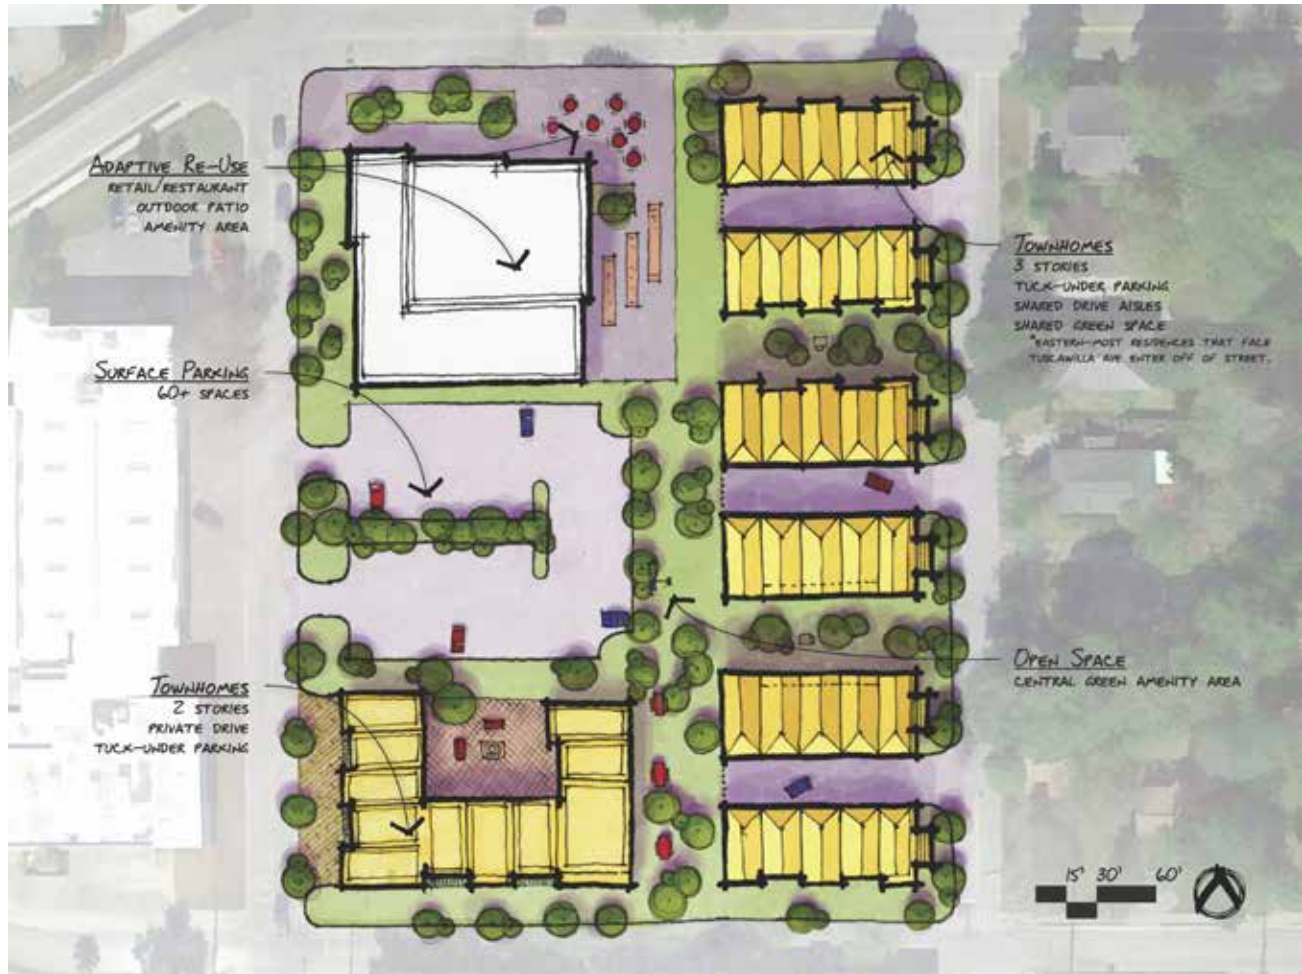 ADAPTIVE RE-USE
RETAIL/RESTAURANT
OUTDOOR PATIO
AMENITY AREA
SURFACE PARKING
60+ SPACES
TOWNHOMES
2 STORIES
PRIVATE DRIVE
TUCK-UNDER PARKING
TOWNHOMES
3 STORIES
TUCK-UNDER PARKING
SHARED DRIVE AISLES
SHARED GREEN SPACE
*EASTERN-MOST RESIDENCES THAT FACE
TUSCAWILLA AVE ENTER OFF OF STREET.
OPEN SPACE
CENTRAL GREEN AMENITY AREA
15' 30' 60'